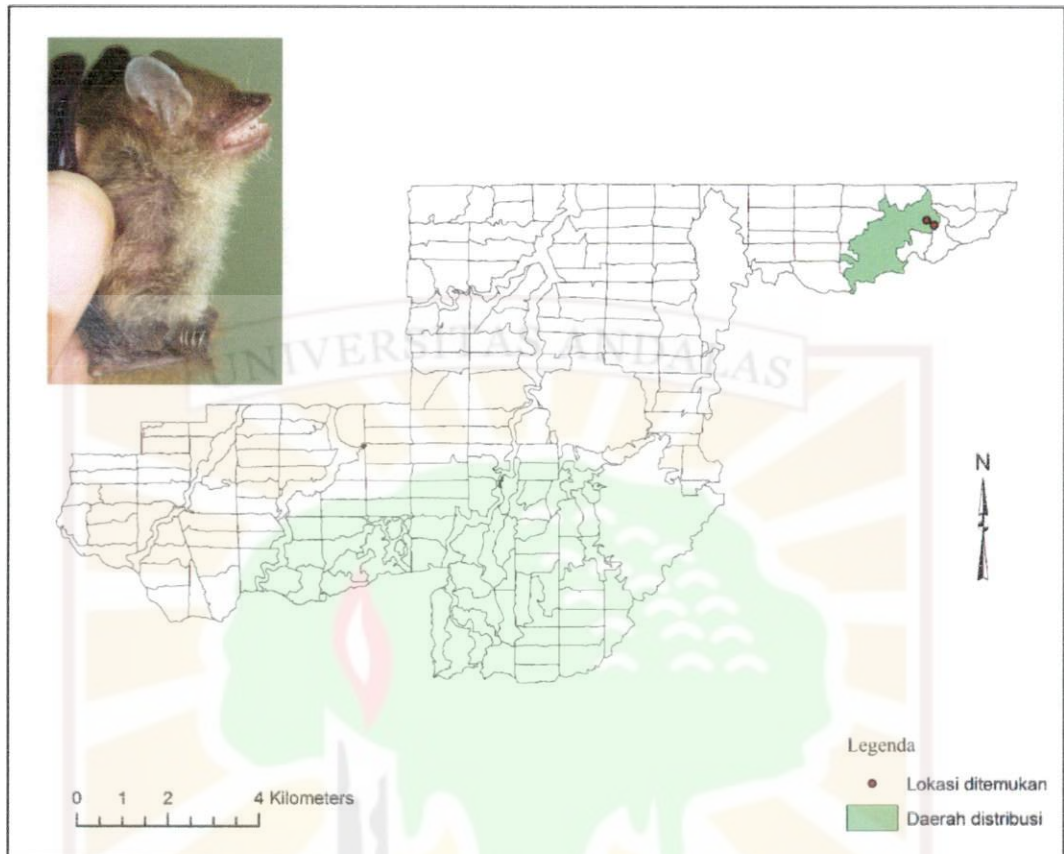 UNIVERSITAS ANDALAS
N
Legenda
Lokasi ditemukan
Daerah distribusi
0 1 2 4 Kilometers